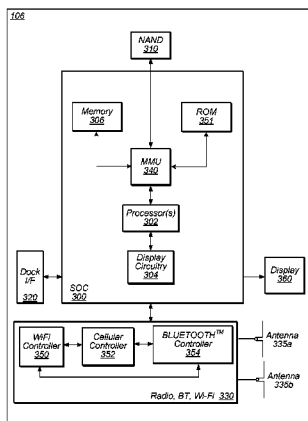 106
NAND
310
Memory
306
ROM
351
MMU
340
Processor(s)
302
Display
Circuitry
304
Dock
I/F
320
SOC
300
Display
360
WiFi
Controller
350
Cellular
Controller
352
BLUETOOTH™
Controller
354
Antenna
335a
Antenna
335b
Radio, BT, Wi-Fi 330